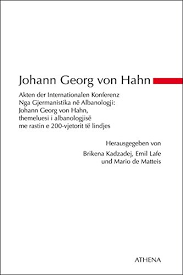 Johann Georg von Hahn
Akten der Internationalen Konferenz
Nga Gjermanistika në Albanologji:
Johann Georg von Hahn,
themeluesi i albanologjisë
me rastin e 200-vjetorit të lindjes
Herausgegeben von
Brikena Kadzadej, Emil Lafe
und Mario de Matteis
ATHENA